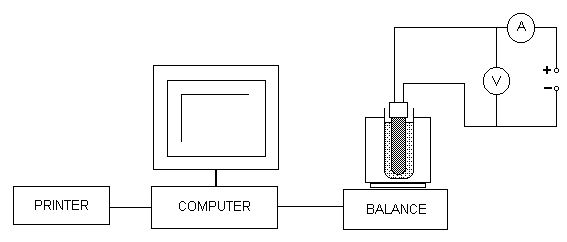 A
V
+
−
PRINTER
COMPUTER
BALANCE